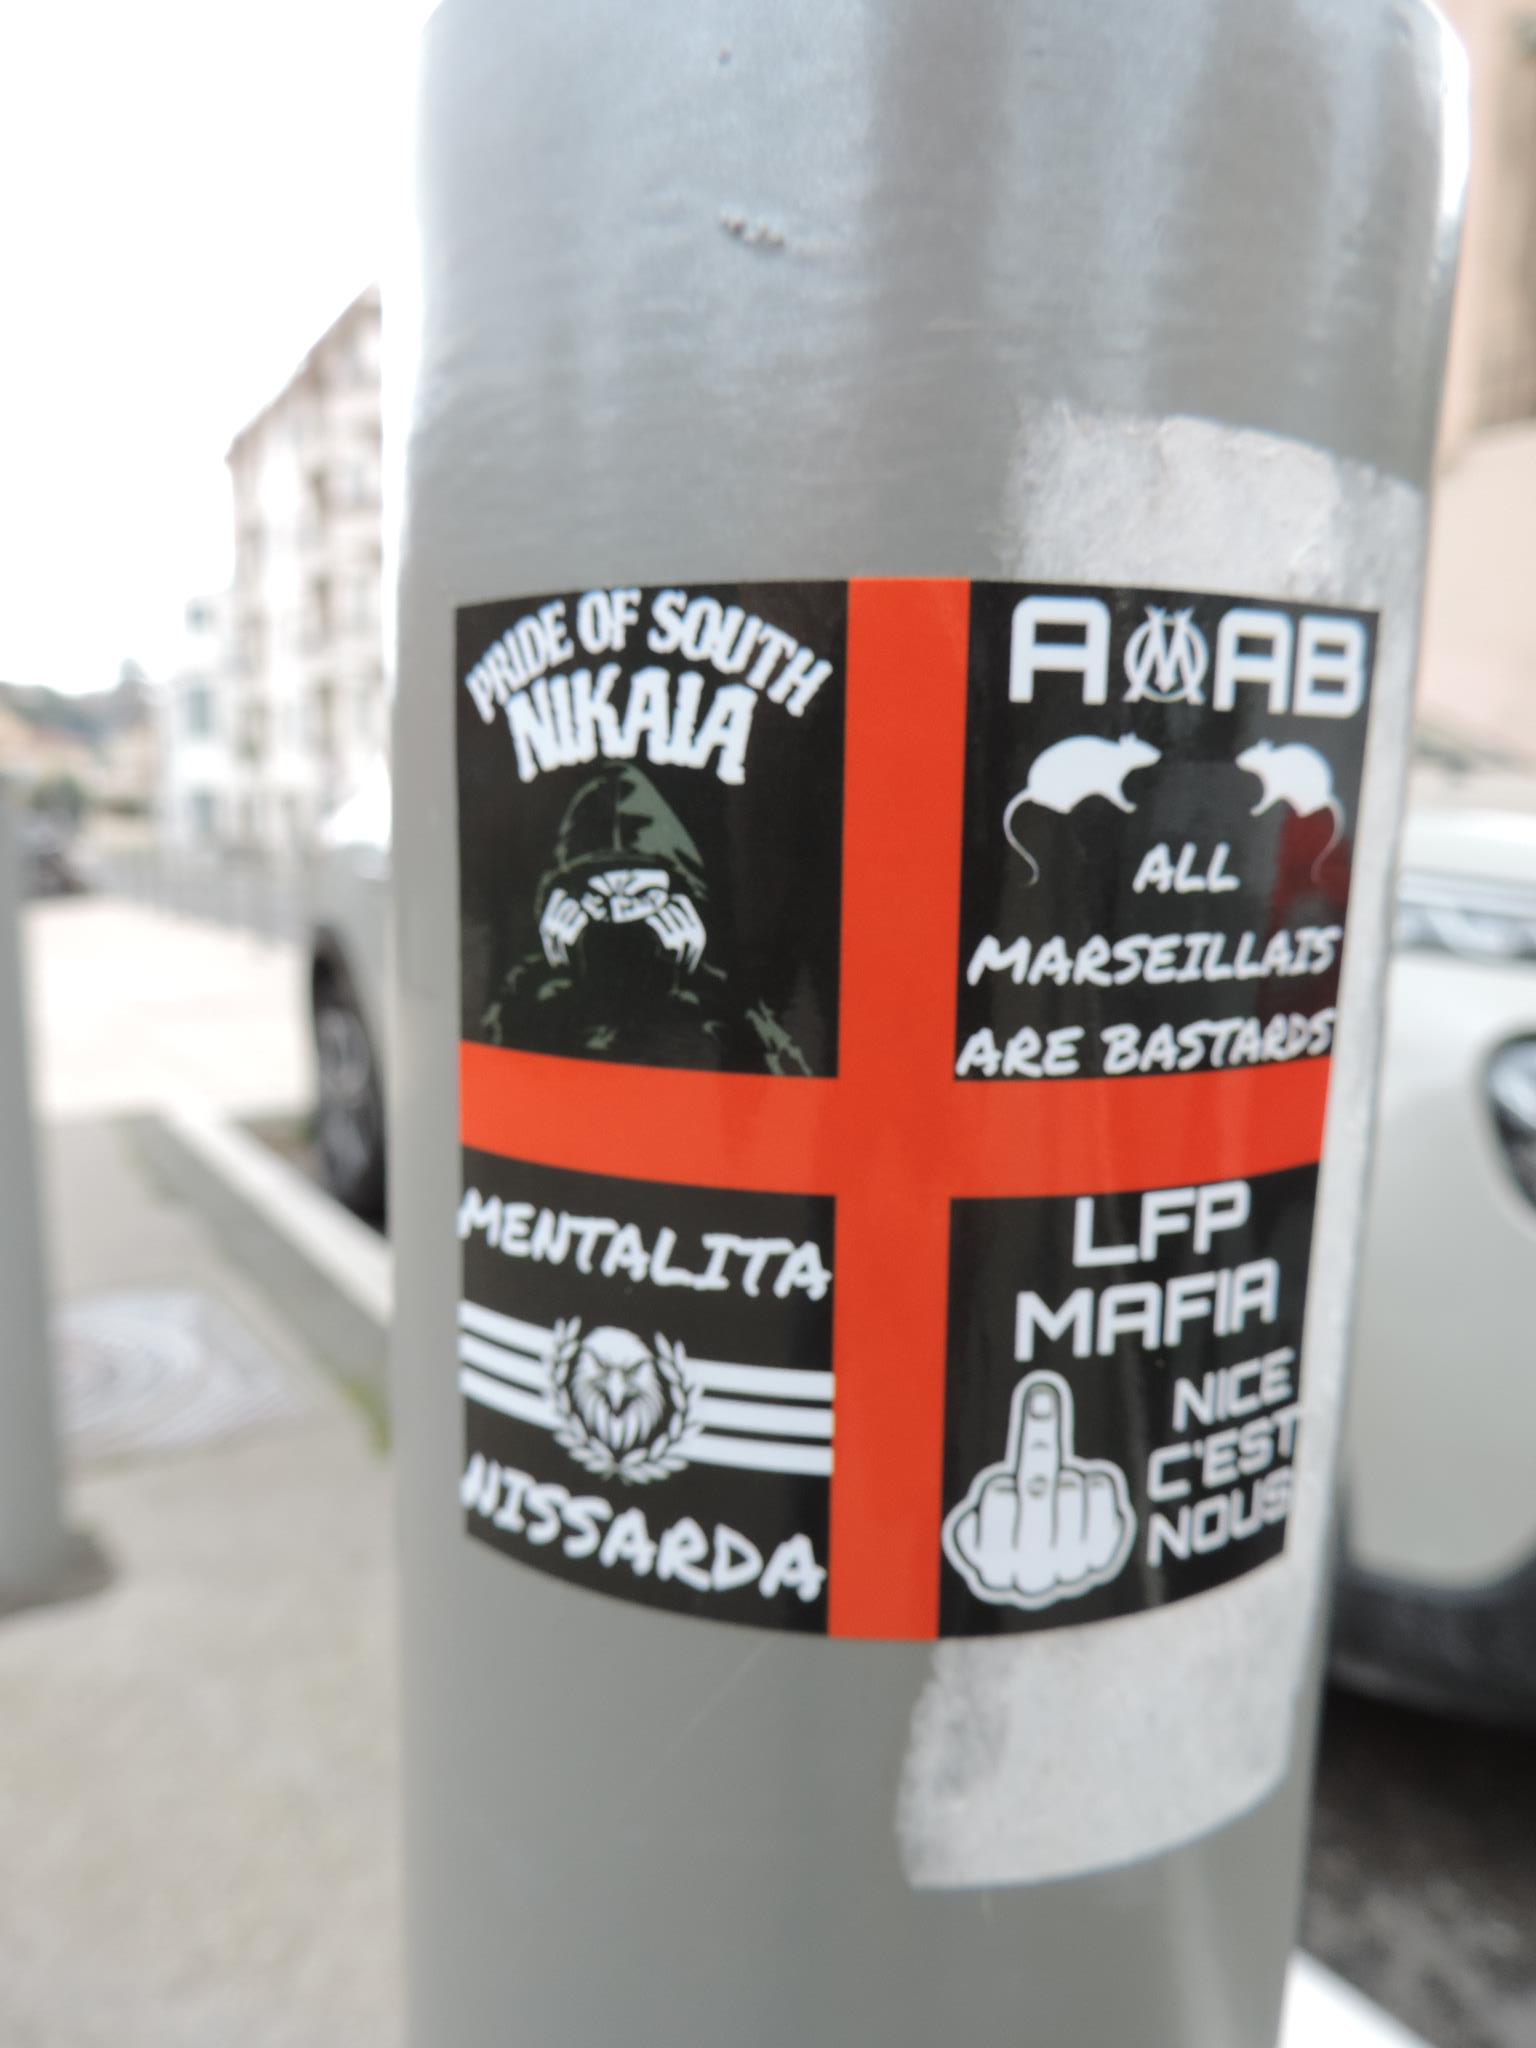 PRIDE OF SOUTH
NIKAIA
AMAB
ALL
MARSEILLAIS
ARE BASTARDS
MENTALITA
NISSARDA
LFP
MAFIA
NICE
C'EST
NOUS